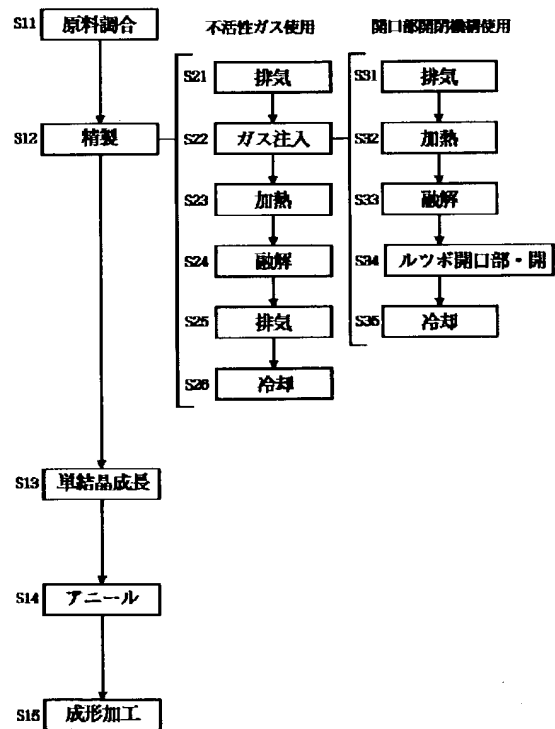 S11 原料調合
S12 精製
S13 単結晶成長
S14 アニール
S15 成形加工
不活性ガス使用
S21 排気
S22 ガス注入
S23 加熱
S24 融解
S25 排気
S26 冷却
開口部開閉機構使用
S31 排気
S32 加熱
S33 融解
S34 ルツボ開口部・開
S35 冷却